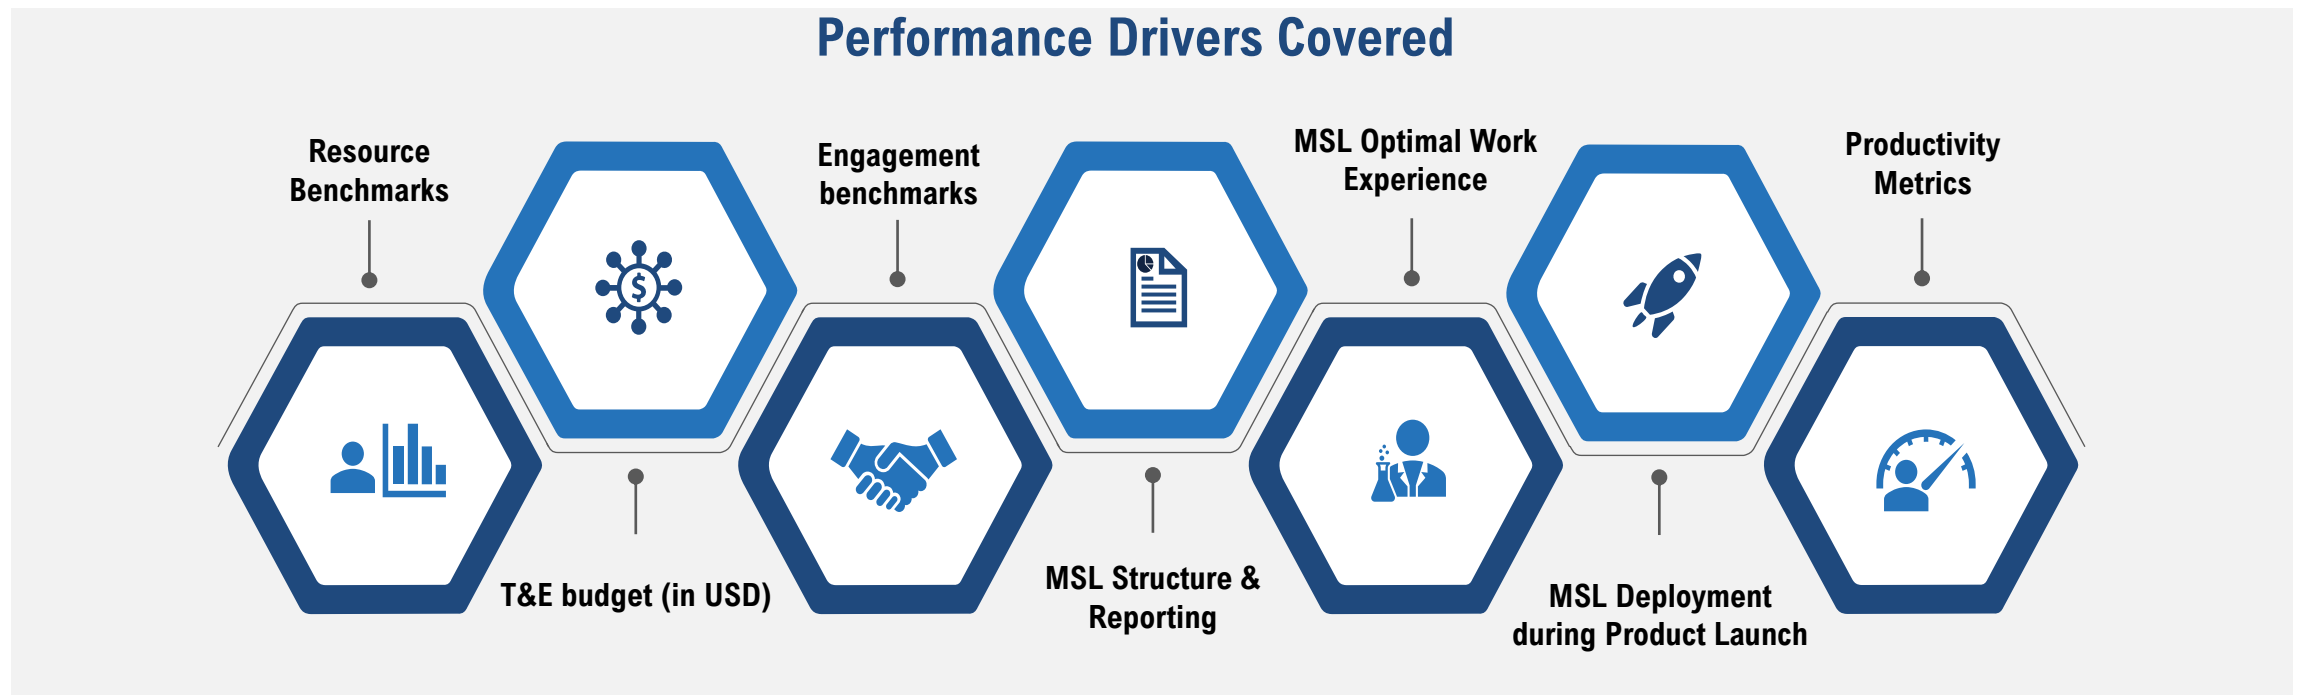 Performance Drivers Covered
Resource
Benchmarks
$
T&E budget (in USD)
Engagement
benchmarks
MSL Structure &
Reporting
MSL Optimal Work
Experience
MSL Deployment
during Product Launch
Productivity
Metrics